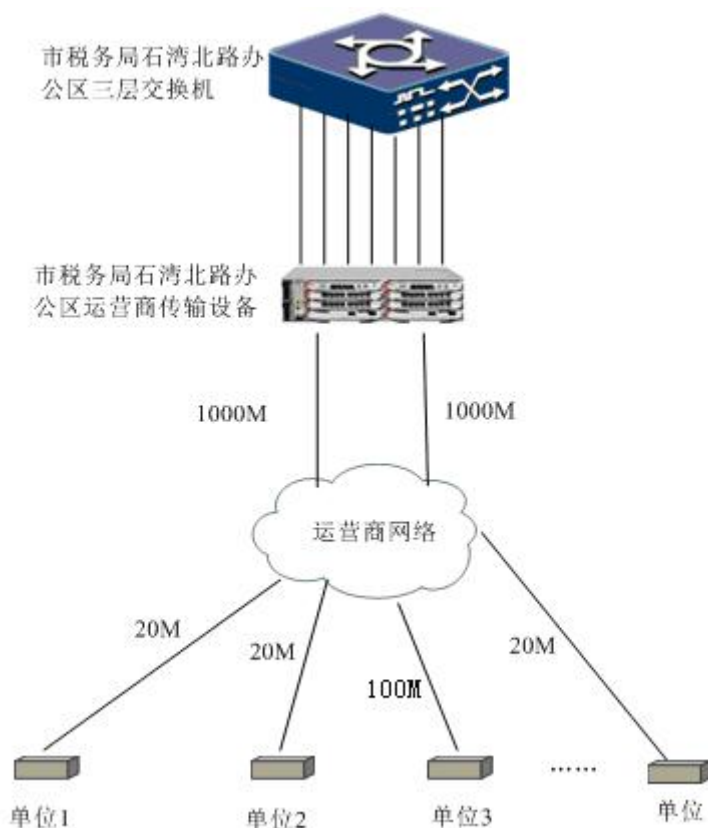 市税务局石湾北路办
公区三层交换机
市税务局石湾北路办
公区运营商传输设备
1000M
1000M
运营商网络
20M
20M
100M
20M
……
单位1
单位2
单位3
单位